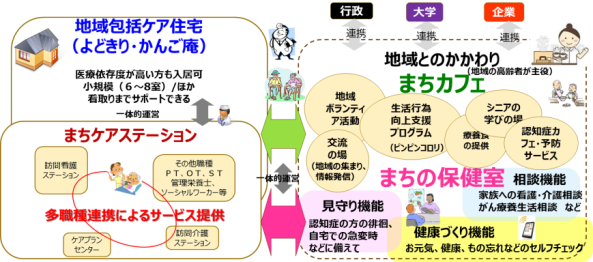 行政
大学
企業
連携
連携
連携
地域包括ケア住宅
(よどきり・かんご庵)
医療依存度が高い方も入居可
小規模(6~8室)/ほか
看取りまでサポートできる
一体的運営
まちケアステーション
訪問看護
ステーション
その他職種
PT、OT、ST
管理栄養士、
ソーシャルワーカー等
多職種連携によるサービス提供
ケアプラン
センター
訪問介護
ステーション
一体的運営
地域とのかかわり
まちカフェ
(地域の高齢者が主役)
地域
ボランティ
ア活動
生活行為
向上支援
プログラム
(ピンピンコロリ)
シニアの
学びの場
療養食
の提供
認知症カ
フェ・予防
サービス
交流
の場
(地域の集まり、
情報発信)
まちの保健室
相談機能
家族への看護・介護相談
がん療養生活相談 など
見守り機能
認知症の方の徘徊、
自宅での急変時
などに備えて
健康づくり機能
お元気、健康、もの忘れなどのセルフチェック